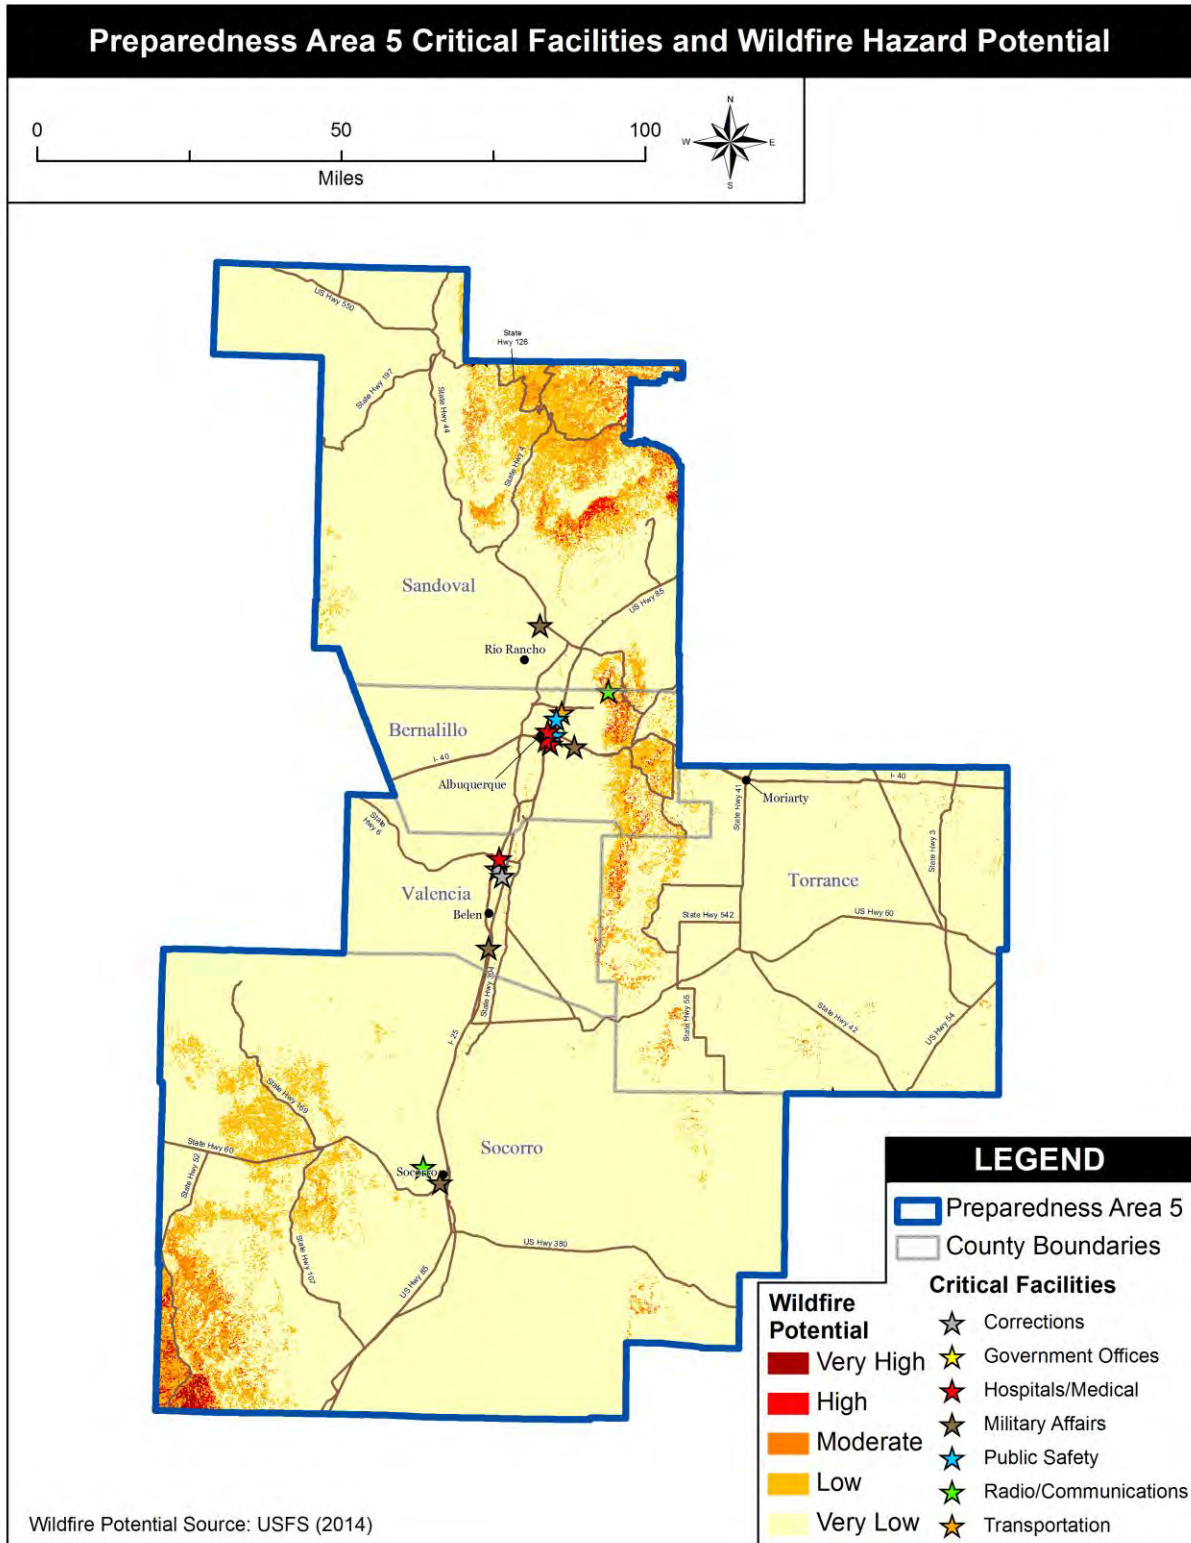 Preparedness Area 5 Critical Facilities and Wildfire Hazard Potential
0 50 100
Miles
N
W E
S
US Hwy 550
State
Hwy 126
State Hwy 197
State Hwy 44
State Hwy 4
Sandoval
US Hwy 85
Rio Rancho
Bernalillo
I- 40
Albuquerque
I- 40
Moriarty
State Hwy 41
State Hwy 3
State
Hwy 6
Valencia
Torrance
Belen
State Hwy 542
US Hwy 60
State Hwy 304
State Hwy 55
State Hwy 42
US Hwy 54
I- 25
State Hwy 169
State Hwy 60
State Hwy 52
Socorro
Socorro
State Hwy 107
US Hwy 380
US Hwy 85
LEGEND
Preparedness Area 5
County Boundaries
Critical Facilities
Corrections
Government Offices
Hospitals/Medical
Military Affairs
Public Safety
Radio/Communications
Transportation
Wildfire
Potential
Very High
High
Moderate
Low
Very Low
Wildfire Potential Source: USFS (2014)